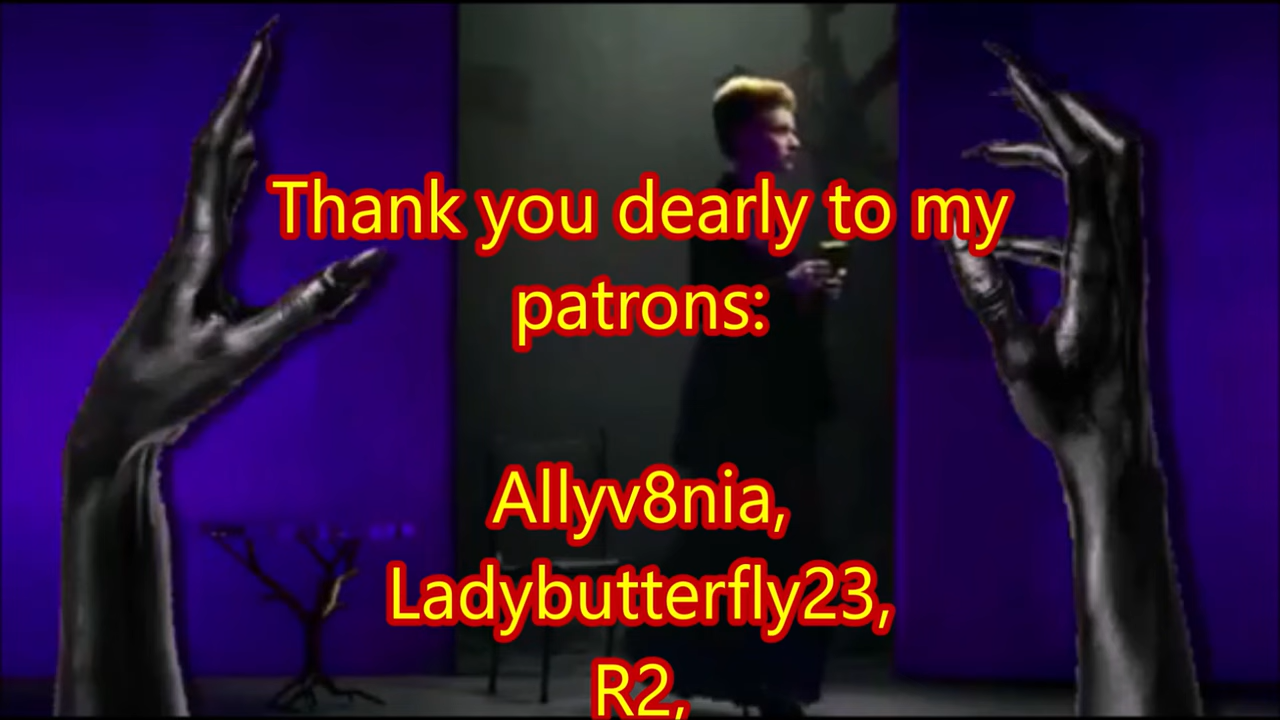 Thank you dearly to my
patrons:
Allyv8nia,
Ladybutterfly23,
R2,